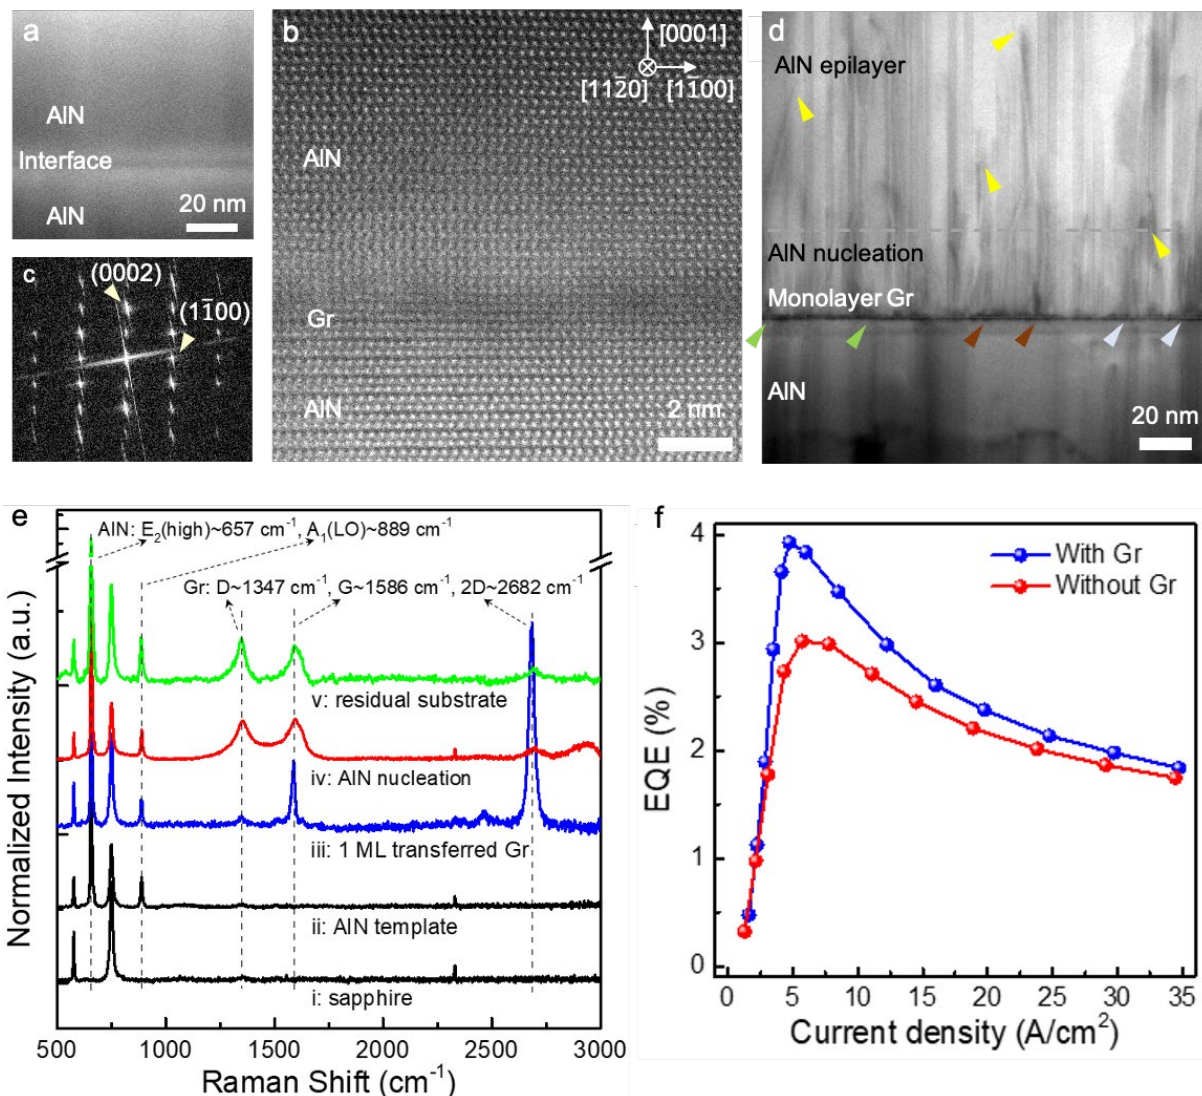 a
AlN
Interface
AlN
20 nm
b
[0001]
[112̅0]
[11̅00]
AlN
Gr
AlN
2 nm
c
(0002)
(11̅00)
d
AlN epilayer
AlN nucleation
Monolayer Gr
AlN
20 nm
e
AlN: E₂(high)~657 cm⁻¹, A₁(LO)~889 cm⁻¹
Gr: D~1347 cm⁻¹, G~1586 cm⁻¹, 2D~2682 cm⁻¹
v: residual substrate
iv: AlN nucleation
iii: 1 ML transferred Gr
ii: AlN template
i: sapphire
Normalized Intensity (a.u.)
500 1000 1500 2000 2500 3000
Raman Shift (cm⁻¹)
f
With Gr
Without Gr
EQE (%)
4
3
2
1
0
0 5 10 15 20 25 30 35
Current density (A/cm²)